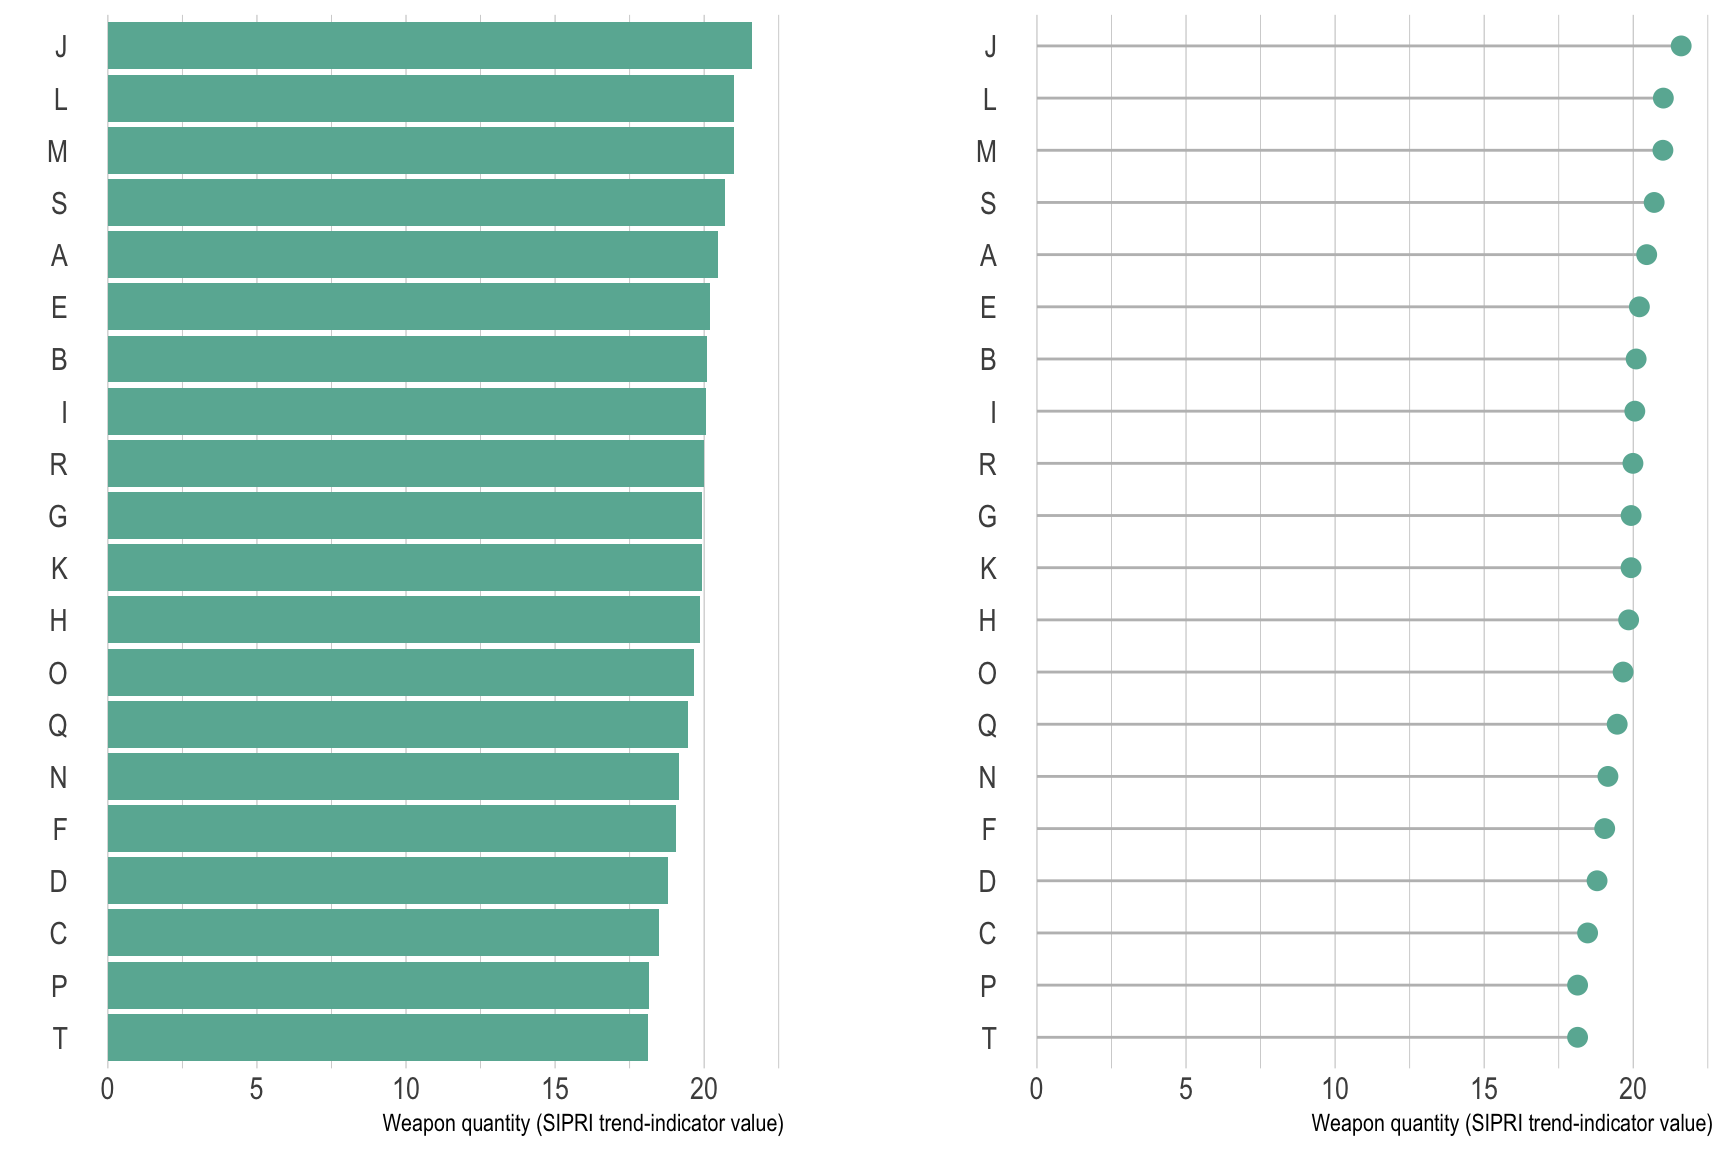 J
L
M
S
A
E
B
I
R
G
K
H
O
Q
N
F
D
C
P
T
0 5 10 15 20
Weapon quantity (SIPRI trend-indicator value)
J
L
M
S
A
E
B
I
R
G
K
H
O
Q
N
F
D
C
P
T
0 5 10 15 20
Weapon quantity (SIPRI trend-indicator value)